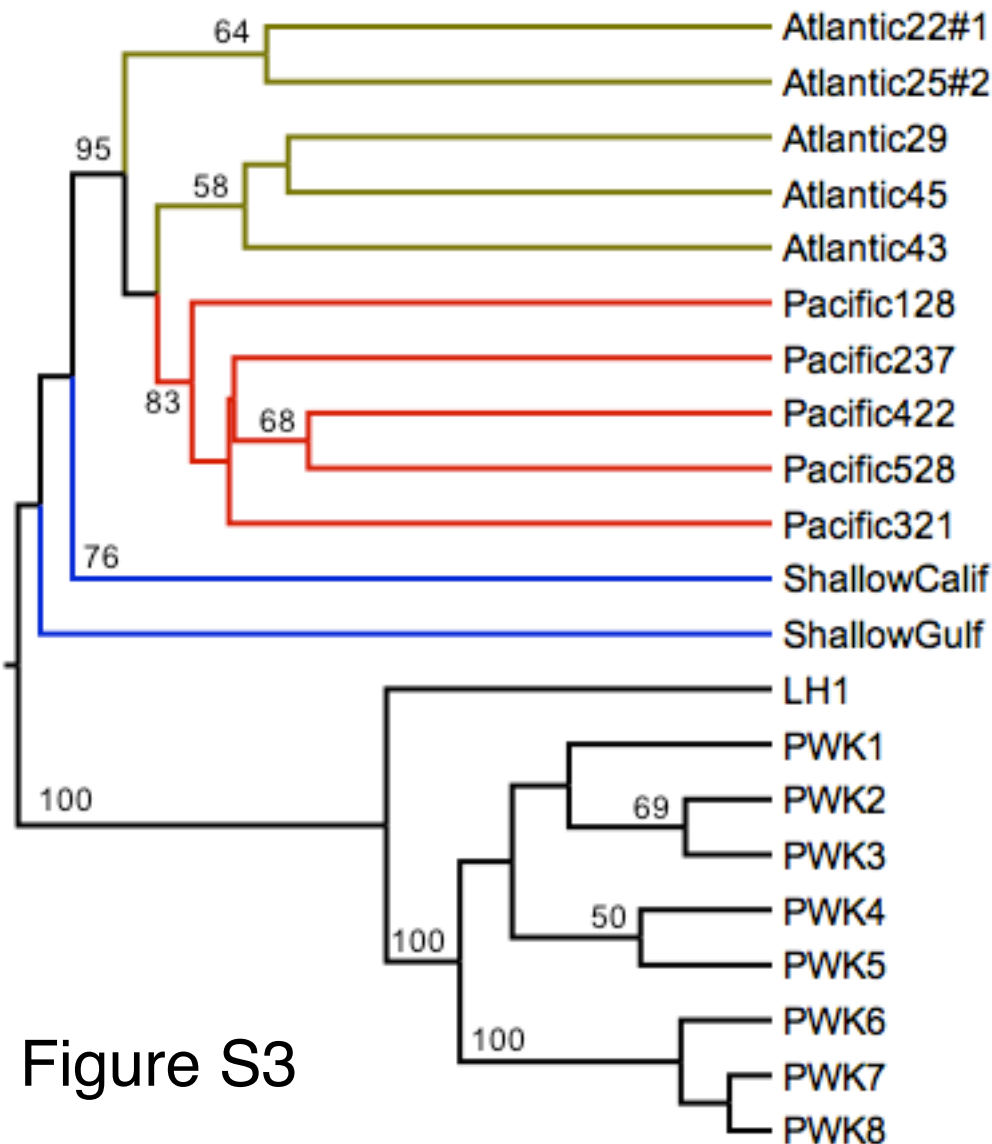 64
Atlantic22#1
Atlantic25#2
95
Atlantic29
58
Atlantic45
Atlantic43
Pacific128
Pacific237
83
68
Pacific422
Pacific528
Pacific321
76
ShallowCalif
ShallowGulf
LH1
PWK1
100
69
PWK2
PWK3
50
PWK4
100
PWK5
PWK6
100
Figure S3
PWK7
PWK8